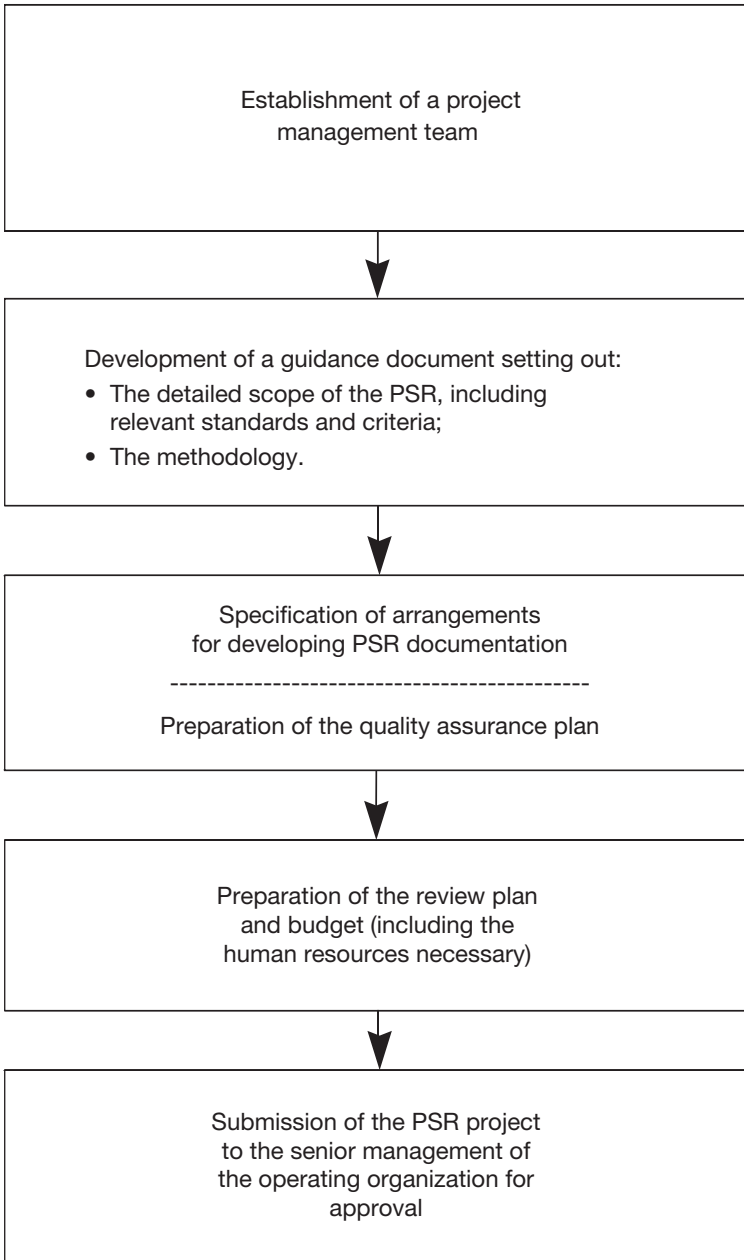 Establishment of a project
management team
Development of a guidance document setting out:
• The detailed scope of the PSR, including
relevant standards and criteria;
• The methodology.
Specification of arrangements
for developing PSR documentation
---------------------------------------------
Preparation of the quality assurance plan
Preparation of the review plan
and budget (including the
human resources necessary)
Submission of the PSR project
to the senior management of
the operating organization for
approval